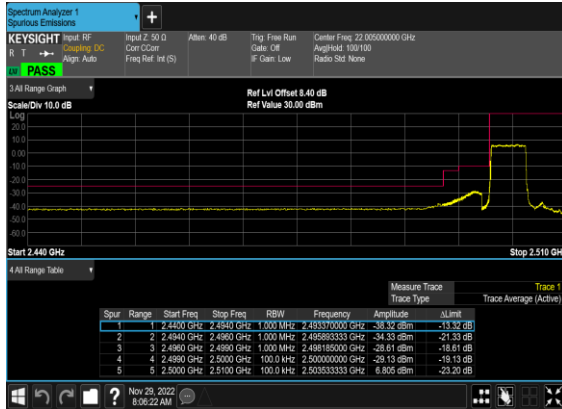 Spectrum Analyzer 1
Spurious Emissions
+
KEYSIGHT Input: RF Input Z: 50 Ω Atten: 40 dB Trig: Free Run Center Freq: 22.005000000 GHz
R T Coupling: DC Corr CCorr Gate: Off Avg|Hold: 100/100
Align: Auto Freq Ref: Int (S) IF Gain: Low Radio Std: None
PASS
3 All Range Graph Ref Lvl Offset 8.40 dB
Scale/Div 10.0 dB Ref Value 30.00 dBm
Log
20.0
10.0
0.00
-10.0
-20.0
-30.0
-40.0
-50.0
-60.0
Start 2.440 GHz Stop 2.510 GH
4 All Range Table
Measure Trace Trace 1
Trace Type Trace Average (Active)
Spur Range Start Freq Stop Freq RBW Frequency Amplitude ΔLimit
1 1 2.4400 GHz 2.4940 GHz 1.000 MHz 2.493370000 GHz -38.32 dBm -13.32 dB
2 2 2.4940 GHz 2.4960 GHz 1.000 MHz 2.495893333 GHz -34.33 dBm -21.33 dB
3 3 2.4960 GHz 2.4990 GHz 1.000 MHz 2.498185000 GHz -28.61 dBm -18.61 dB
4 4 2.4990 GHz 2.5000 GHz 100.0 kHz 2.500000000 GHz -29.13 dBm -19.13 dB
5 5 2.5000 GHz 2.5100 GHz 100.0 kHz 2.503533333 GHz 6.805 dBm -23.20 dB
? Nov 29, 2022
8:06:22 AM